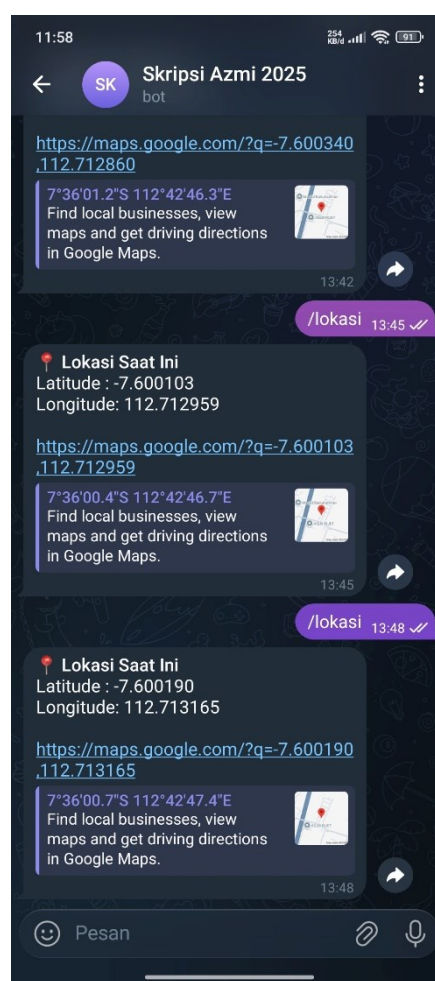 11:58
254 KB/d
91
SK
Skripsi Azmi 2025
bot
https://maps.google.com/?q=-7.600340
,112.712860
7°36'01.2"S 112°42'46.3"E
Find local businesses, view
maps and get driving directions
in Google Maps.
13:42
/lokasi 13:45
Lokasi Saat Ini
Latitude : -7.600103
Longitude: 112.712959
https://maps.google.com/?q=-7.600103
,112.712959
7°36'00.4"S 112°42'46.7"E
Find local businesses, view
maps and get driving directions
in Google Maps.
13:45
/lokasi 13:48
Lokasi Saat Ini
Latitude : -7.600190
Longitude: 112.713165
https://maps.google.com/?q=-7.600190
,112.713165
7°36'00.7"S 112°42'47.4"E
Find local businesses, view
maps and get driving directions
in Google Maps.
13:48
Pesan